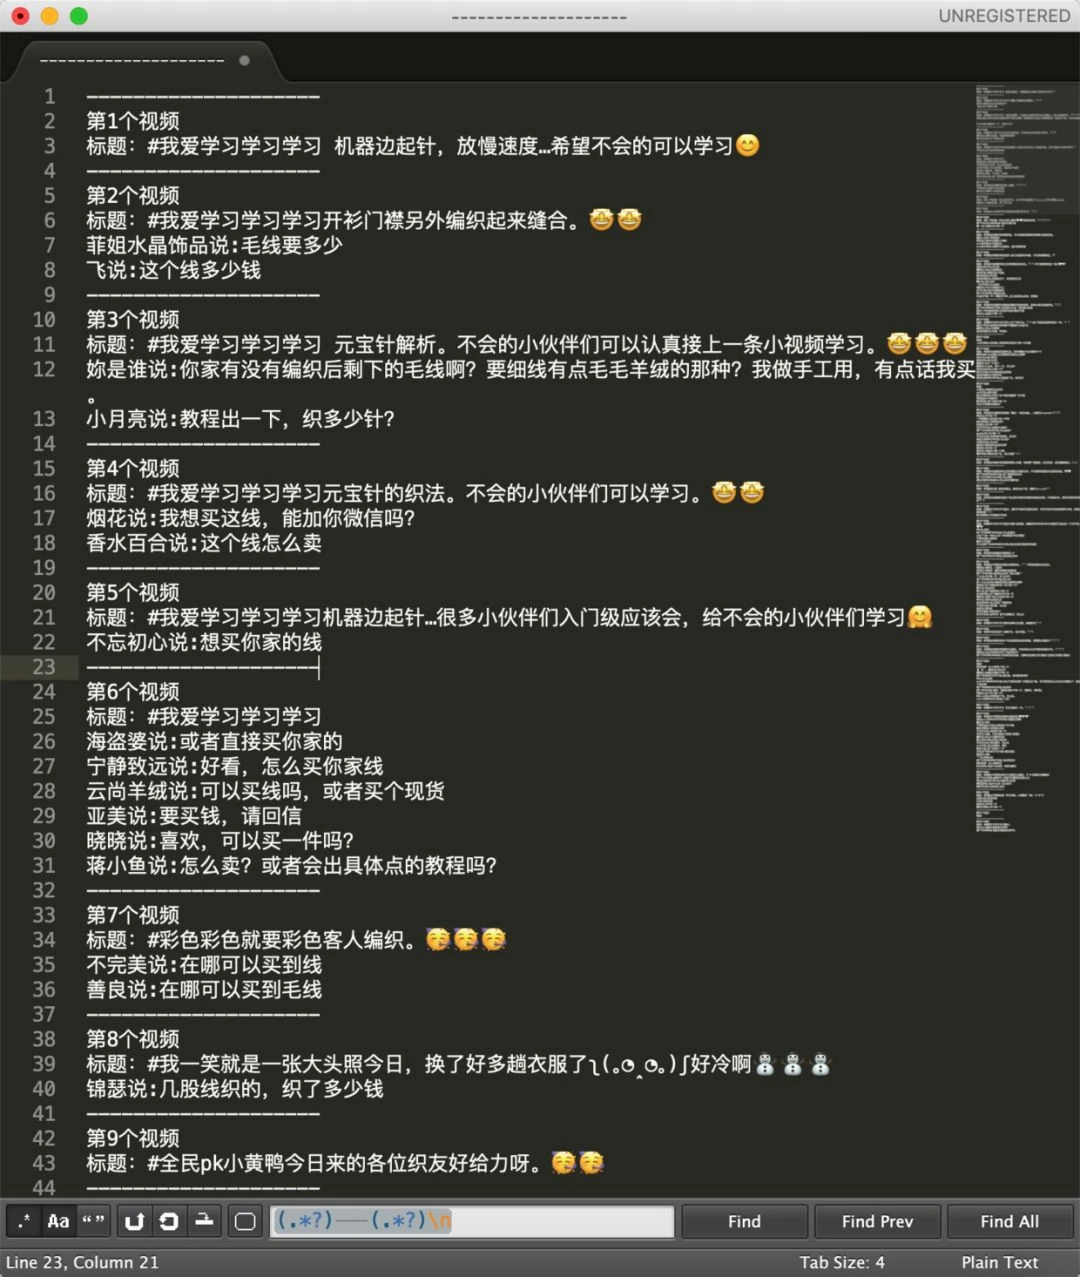 --------------------
UNREGISTERED
--------------------
1 --------------------
2 第1个视频
3 标题：#我爱学习学习学习 机器边起针，放慢速度…希望不会的可以学习😊
4 --------------------
5 第2个视频
6 标题：#我爱学习学习学习开衫门襟另外编织起来缝合。🤩🤩
7 菲姐水晶饰品说:毛线要多少
8 飞说:这个线多少钱
9 --------------------
10 第3个视频
11 标题：#我爱学习学习学习 元宝针解析。不会的小伙伴们可以认真接上一条小视频学习。🤩🤩🤩
12 妳是谁说:你家有没有编织后剩下的毛线啊？要细线有点毛毛羊绒的那种？我做手工用，有点话我买
。
13 小月亮说:教程出一下，织多少针？
14 --------------------
15 第4个视频
16 标题：#我爱学习学习学习元宝针的织法。不会的小伙伴们可以学习。🤩🤩
17 烟花说:我想买这线，能加你微信吗？
18 香水百合说:这个线怎么卖
19 --------------------
20 第5个视频
21 标题：#我爱学习学习学习机器边起针…很多小伙伴们入门级应该会，给不会的小伙伴们学习🤗
22 不忘初心说:想买你家的线
23 --------------------
24 第6个视频
25 标题：#我爱学习学习学习
26 海盗婆说:或者直接买你家的
27 宁静致远说:好看，怎么买你家线
28 云尚羊绒说:可以买线吗，或者买个现货
29 亚美说:要买钱，请回信
30 晓晓说:喜欢，可以买一件吗？
31 蒋小鱼说:怎么卖？或者会出具体点的教程吗？
32 --------------------
33 第7个视频
34 标题：#彩色彩色就要彩色客人编织。🥳🥳🥳
35 不完美说:在哪可以买到线
36 善良说:在哪可以买到毛线
37 --------------------
38 第8个视频
39 标题：#我一笑就是一张大头照今日，换了好多趟衣服了ʅ(｡◔‸◔｡)ʃ好冷啊⛄⛄⛄
40 锦瑟说:几股线织的，织了多少钱
41 --------------------
42 第9个视频
43 标题：#全民pk小黄鸭今日来的各位织友好给力呀。🥳🥳
44 --------------------
.* Aa “” (.*?)——(.*?)\n Find Find Prev Find All
Line 23, Column 21 Tab Size: 4 Plain Text